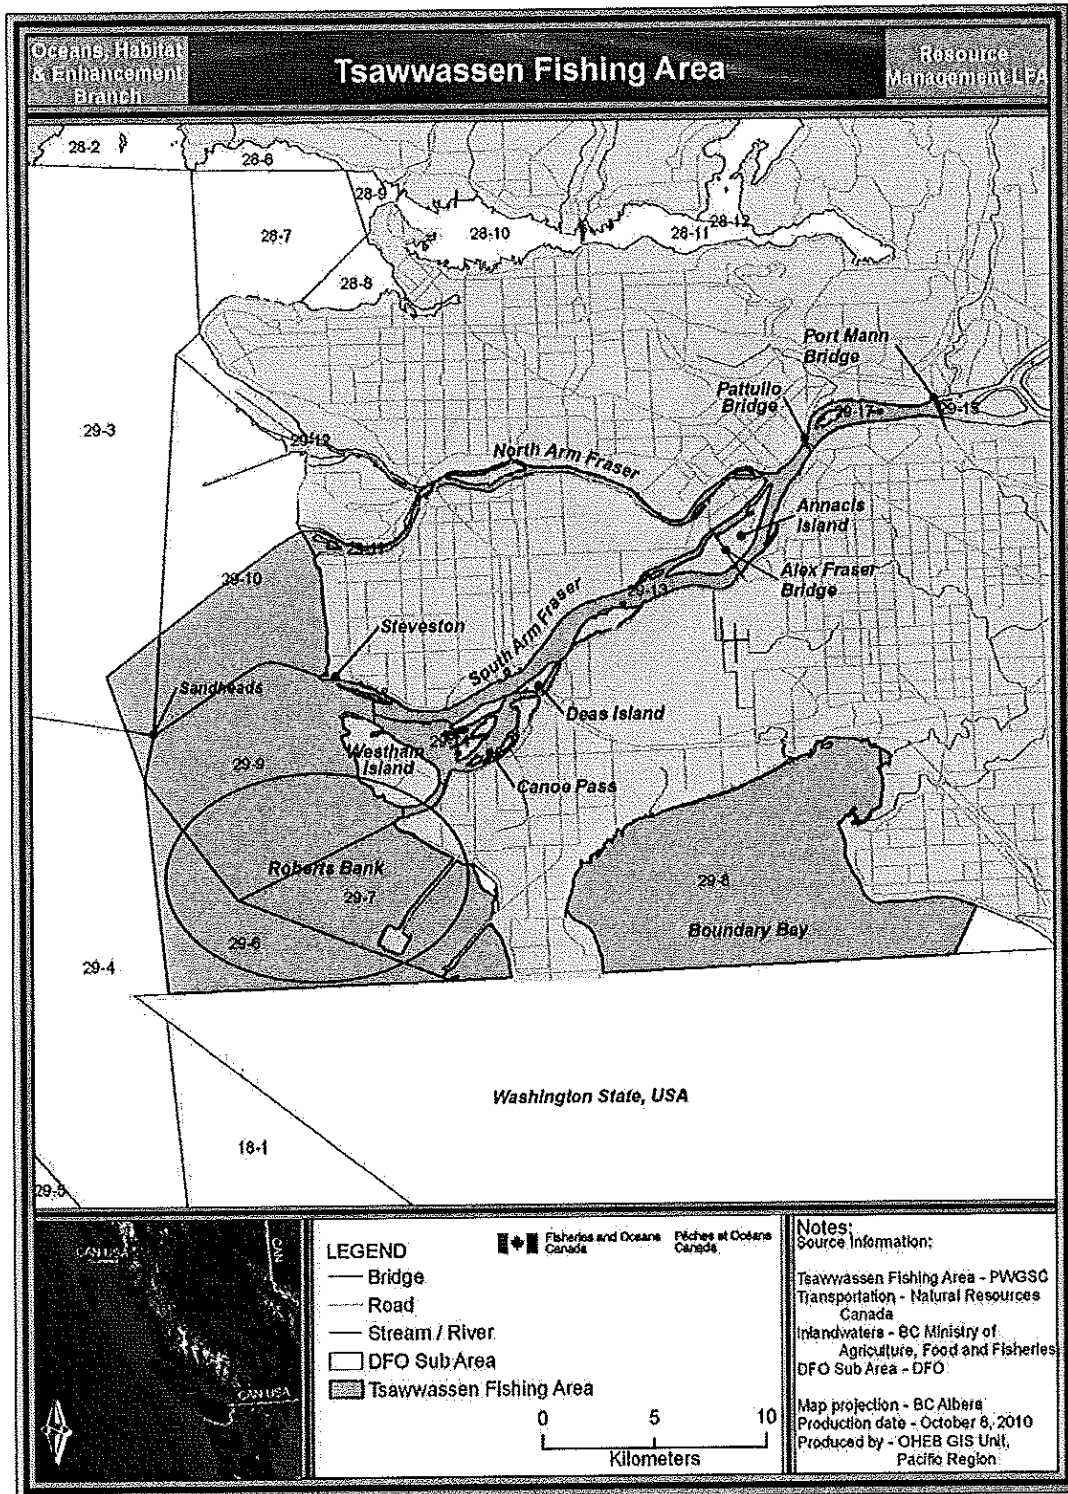 Oceans, Habitat
& Enhancement
Branch
Tsawwassen Fishing Area
Resource
Management LFA
28-2
28-6
28-9
28-7
28-10
28-11
28-12
28-8
Port Mann
Bridge
Pattullo
Bridge
29-17
29-3
29-12
North Arm Fraser
Annacis
Island
29-11
29-10
Alex Fraser
Bridge
29-13
South Arm Fraser
Steveston
Sandheads
Deas Island
29-9
Westham
Island
Canoe Pass
Roberts Bank
29-7
29-8
29-6
Boundary Bay
29-4
Washington State, USA
18-1
29-5
CAN USA
CAN
CAN USA
LEGEND
Bridge
Road
Stream / River
DFO Sub Area
Tsawwassen Fishing Area
Fisheries and Oceans
Canada
Pêches et Océans
Canada
0 5 10
Kilometers
Notes:
Source Information:
Tsawwassen Fishing Area - PWGSC
Transportation - Natural Resources
Canada
Inlandwaters - BC Ministry of
Agriculture, Food and Fisheries
DFO Sub Area - DFO
Map projection - BC Albers
Production date - October 8, 2010
Produced by - OHEB GIS Unit,
Pacific Region